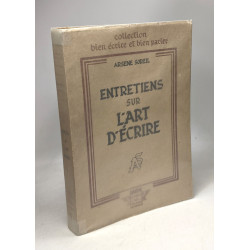 collection
bien écrire et bien parler
ARSÈNE SOREIL
ENTRETIENS
SUR
L'ART
D'ÉCRIRE